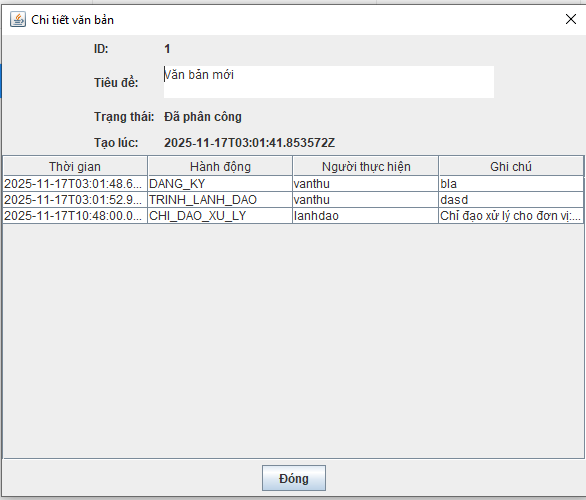 Chi tiết văn bản
ID: 1
Tiêu đề: Văn bản mới
Trạng thái: Đã phân công
Tạo lúc: 2025-11-17T03:01:41.853572Z
Thời gian Hành động Người thực hiện Ghi chú
2025-11-17T03:01:48.6... DANG_KY vanthu bla
2025-11-17T03:01:52.9... TRINH_LANH_DAO vanthu dasd
2025-11-17T10:48:00.0... CHI_DAO_XU_LY lanhdao Chỉ đạo xử lý cho đơn vị:...
Đóng